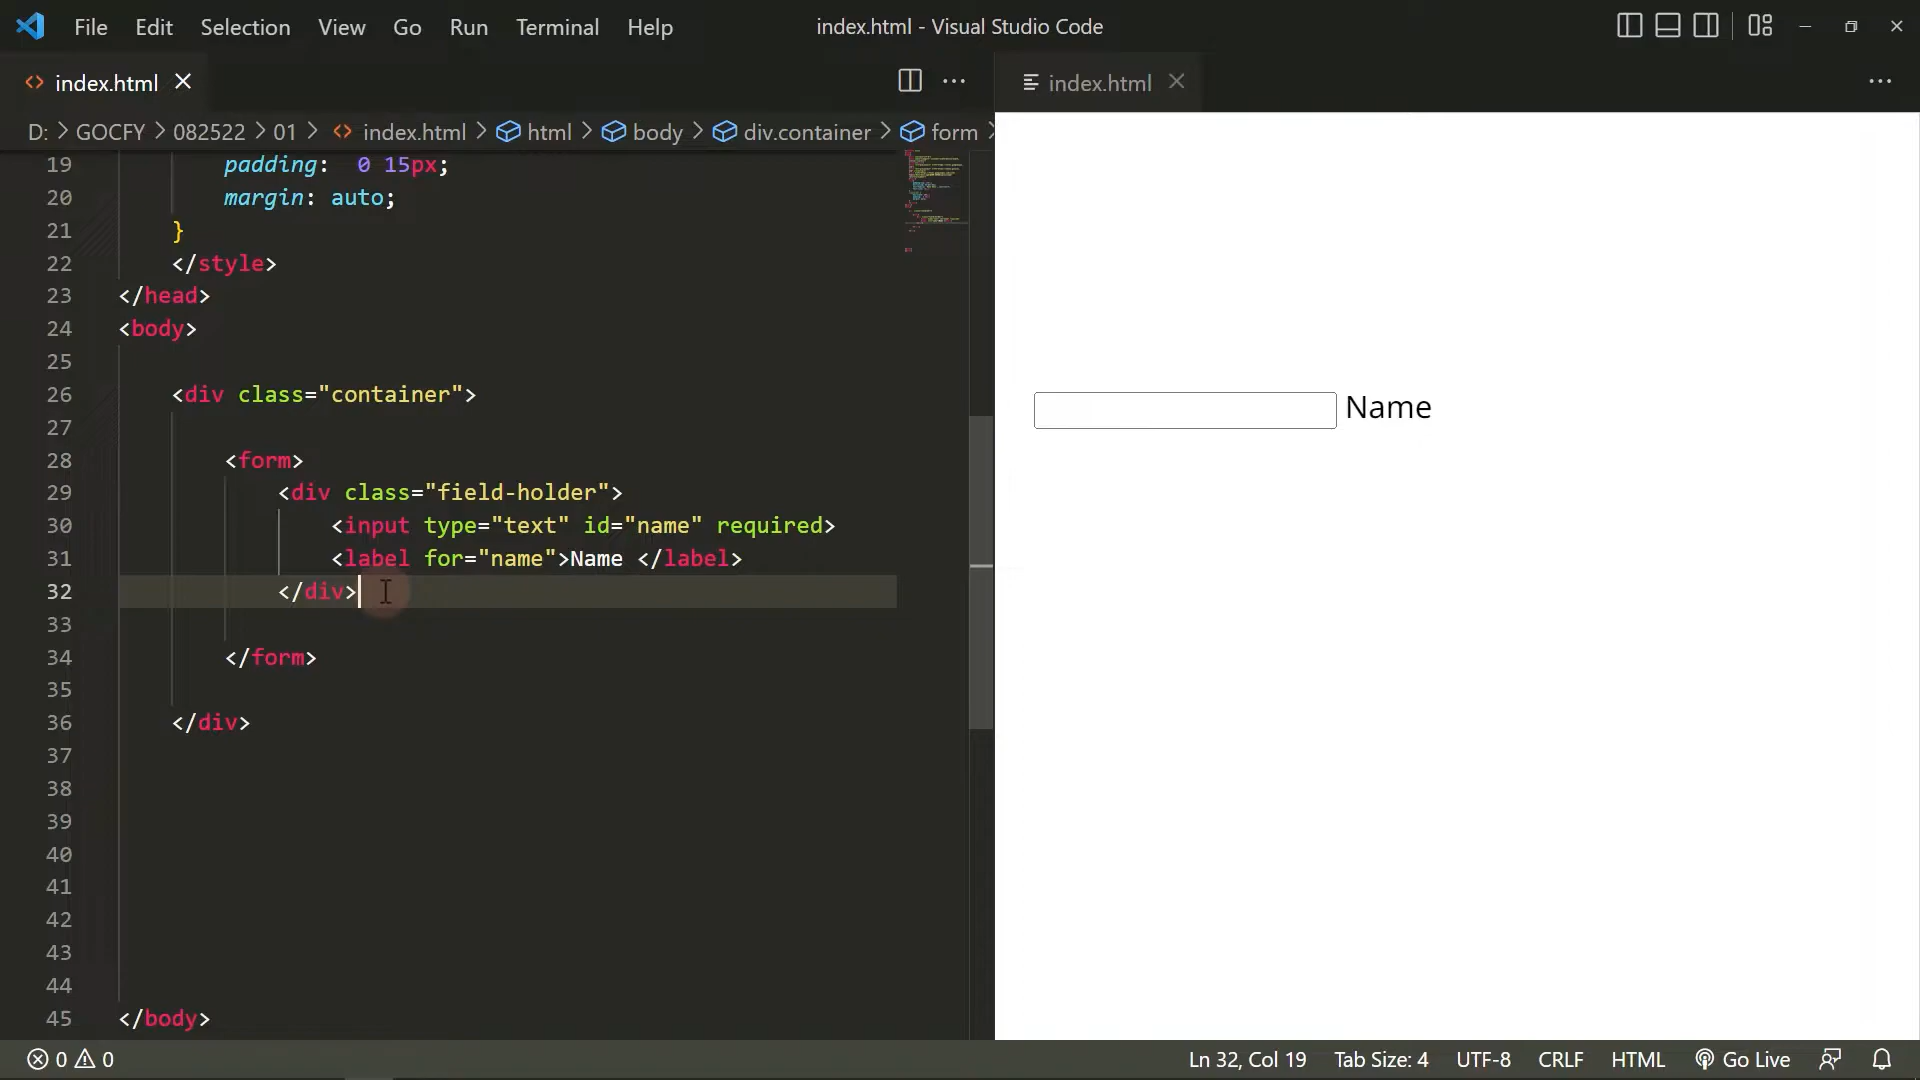 File Edit Selection View Go Run Terminal Help index.html - Visual Studio Code
index.html
index.html
D: > GOCFY > 082522 > 01 > index.html > html > body > div.container > form >
19 padding: 0 15px;
20 margin: auto;
21 }
22 </style>
23 </head>
24 <body>
25
26 <div class="container">
27
28 <form>
29 <div class="field-holder">
30 <input type="text" id="name" required>
31 <label for="name">Name </label>
32 </div>
33
34 </form>
35
36 </div>
37
38
39
40
41
42
43
44
45 </body>
Name
0 0 Ln 32, Col 19 Tab Size: 4 UTF-8 CRLF HTML Go Live